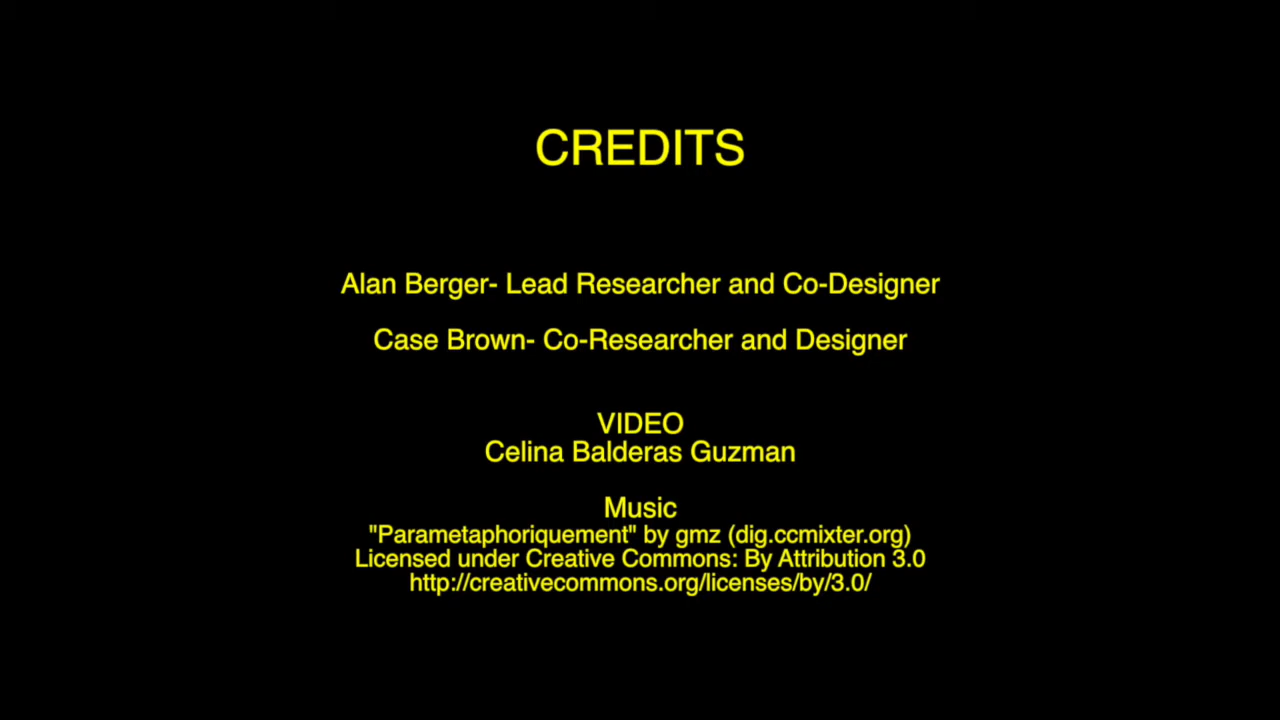 CREDITS
Alan Berger- Lead Researcher and Co-Designer
Case Brown- Co-Researcher and Designer
VIDEO
Celina Balderas Guzman
Music
"Parametaphoriquement" by gmz (dig.ccmixter.org)
Licensed under Creative Commons: By Attribution 3.0
http://creativecommons.org/licenses/by/3.0/